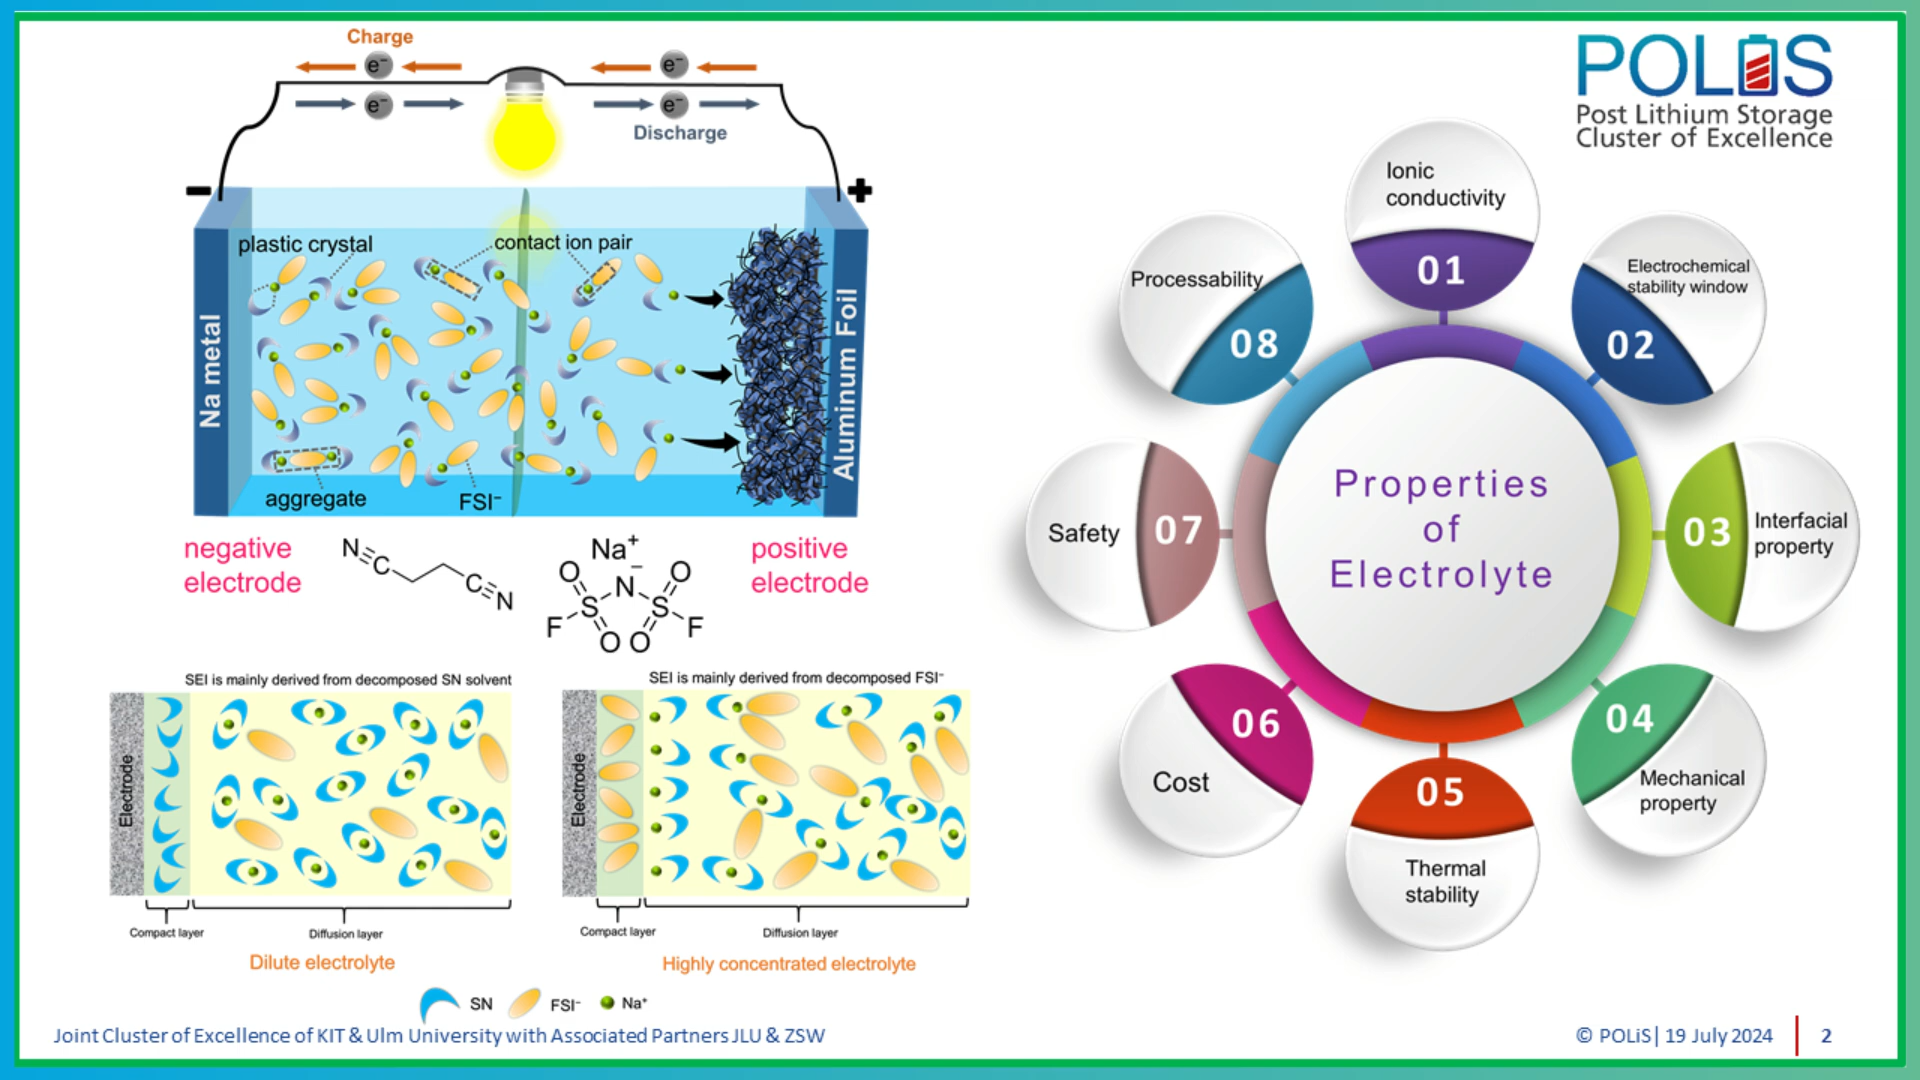 Charge
e⁻
e⁻
e⁻
e⁻
Discharge
POLiS
Post Lithium Storage
Cluster of Excellence
−
+
plastic crystal
contact ion pair
Na metal
Aluminum Foil
aggregate
FSI⁻
negative
electrode
N
C
C
N
Na⁺
O
N
−
O
S
S
F
O
O
F
positive
electrode
SEI is mainly derived from decomposed SN solvent
Electrode
Compact layer
Diffusion layer
Dilute electrolyte
SEI is mainly derived from decomposed FSI⁻
Electrode
Compact layer
Diffusion layer
Highly concentrated electrolyte
SN
FSI⁻
Na⁺
Properties
of
Electrolyte
Ionic
conductivity
01
Electrochemical
stability window
02
03
Interfacial
property
04
Mechanical
property
05
Thermal
stability
06
Cost
Safety
07
Processability
08
Joint Cluster of Excellence of KIT & Ulm University with Associated Partners JLU & ZSW
© POLiS| 19 July 2024
2